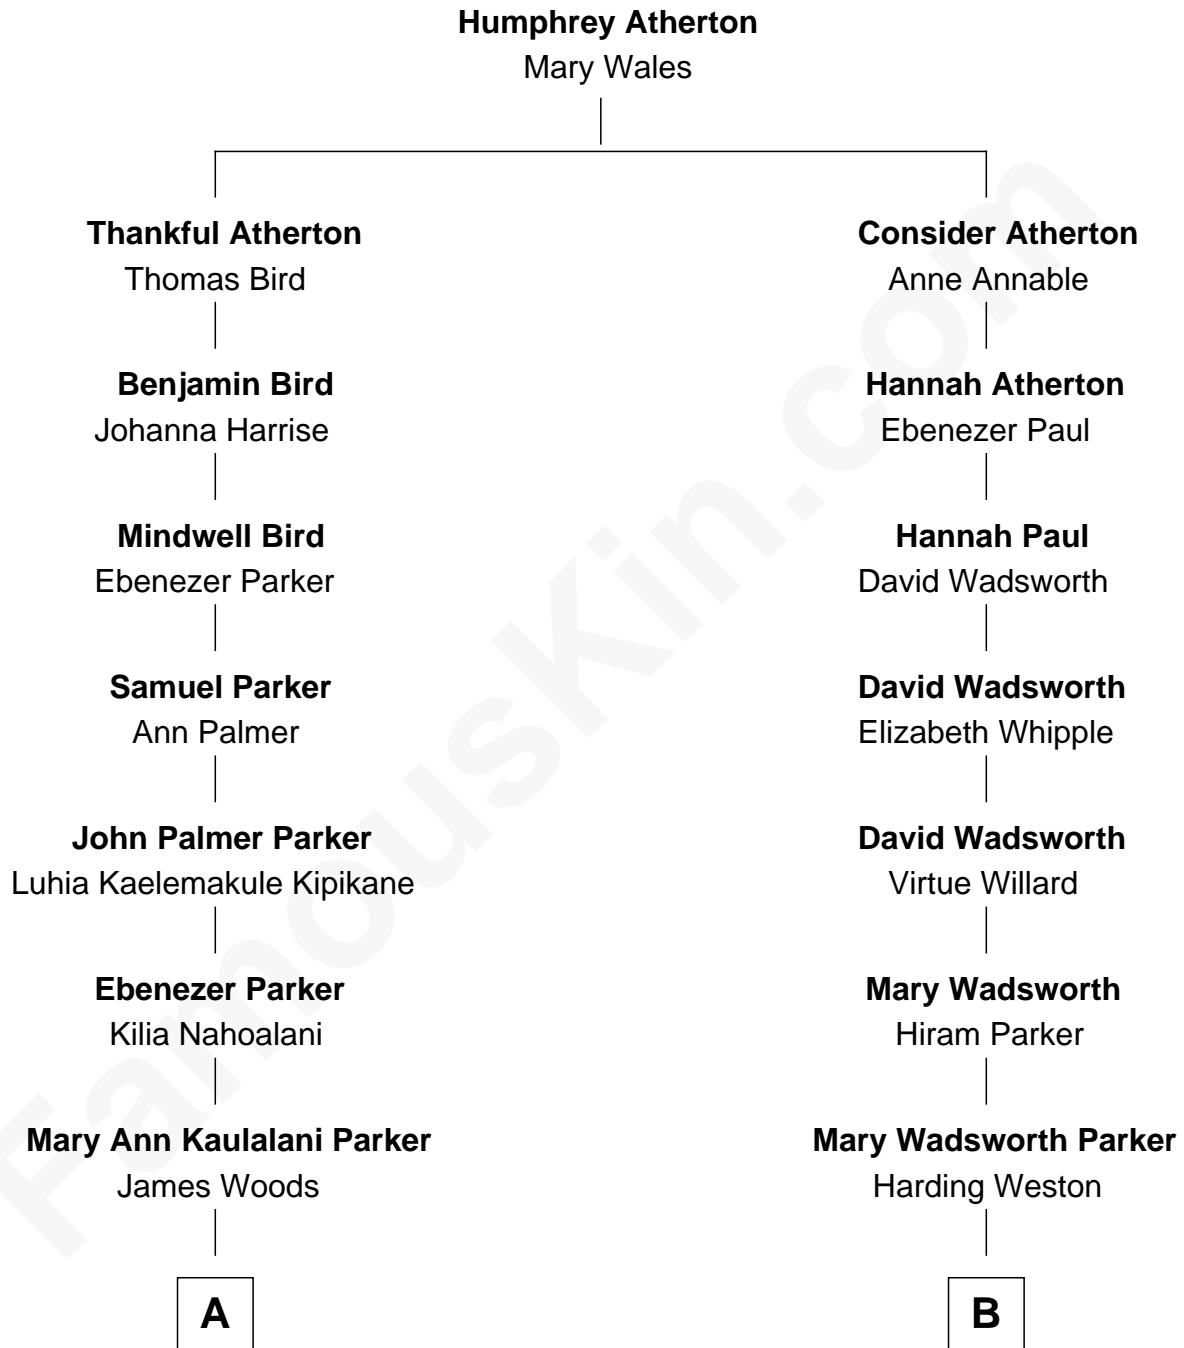 Humphrey Atherton
Mary Wales
Thankful Atherton
Thomas Bird
Consider Atherton
Anne Annable
Benjamin Bird
Johanna Harrise
Hannah Atherton
Ebenezer Paul
Mindwell Bird
Ebenezer Parker
Hannah Paul
David Wadsworth
Samuel Parker
Ann Palmer
David Wadsworth
Elizabeth Whipple
John Palmer Parker
Luhia Kaelemakule Kipikane
David Wadsworth
Virtue Willard
Ebenezer Parker
Kilia Nahoalani
Mary Wadsworth
Hiram Parker
Mary Ann Kaulalani Parker
James Woods
Mary Wadsworth Parker
Harding Weston
A
B
FamousKin.com